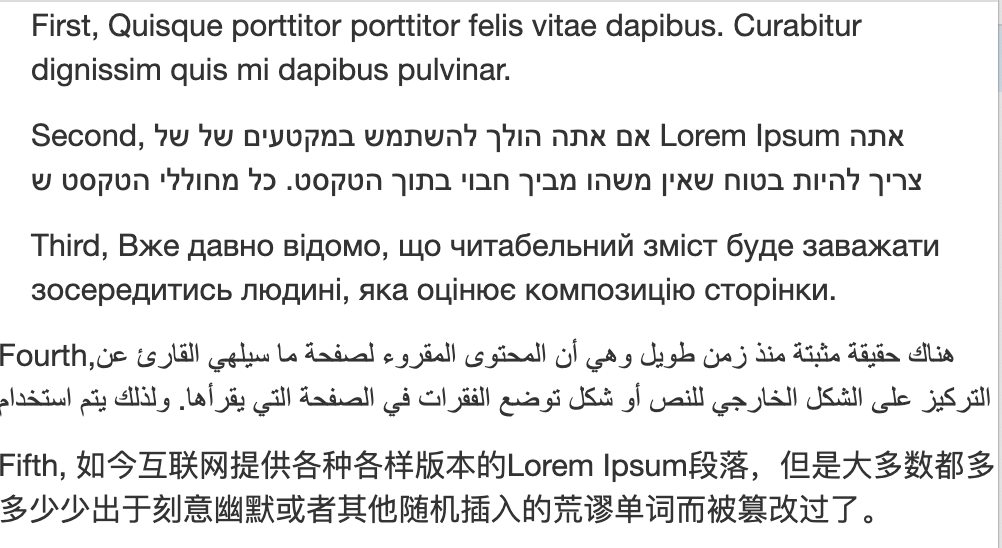 First, Quisque porttitor porttitor felis vitae dapibus. Curabitur
dignissim quis mi dapibus pulvinar.
Second, אם אתה הולך להשתמש במקטעים של של Lorem Ipsum אתה
צריך להיות בטוח שאין משהו מביך חבוי בתוך הטקסט. כל מחוללי הטקסט ש
Third, Вже давно відомо, що читабельний зміст буде заважати
зосередитись людині, яка оцінює композицію сторінки.
Fourth,هناك حقيقة مثبتة منذ زمن طويل وهي أن المحتوى المقروء لصفحة ما سيلهي القارئ عن
التركيز على الشكل الخارجي للنص أو شكل توضع الفقرات في الصفحة التي يقرأها. ولذلك يتم استخدام
Fifth, 如今互联网提供各种各样版本的Lorem Ipsum段落，但是大多数都多
多少少出于刻意幽默或者其他随机插入的荒谬单词而被篡改过了。